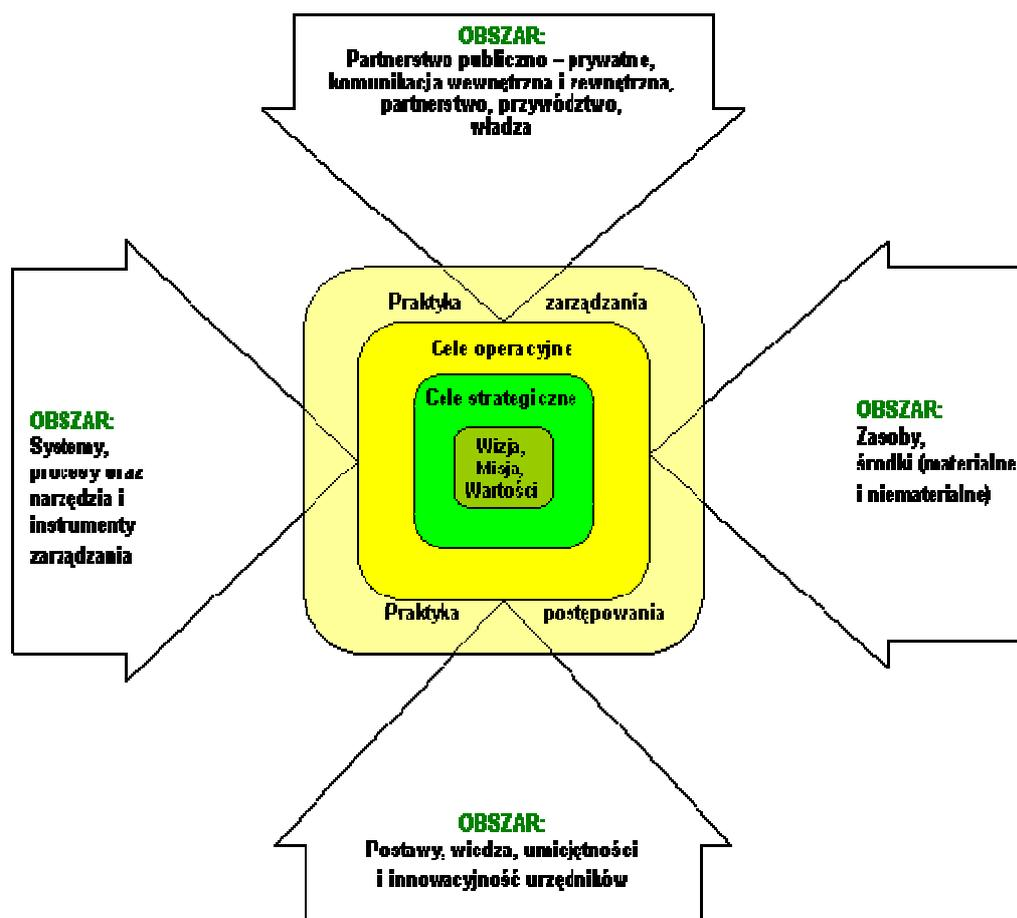 OBSZAR:
Partnerstwo publiczno – prywatne,
komunikacja wewnętrzna i zewnętrzna,
partnerstwo, przywództwo,
władza
Praktyka zarządzania
Cele operacyjne
Cele strategiczne
Wizja,
Misja,
Wartości
OBSZAR:
Systemy,
procesy oraz
narzędzia i
instrumenty
zarządzania
OBSZAR:
Zasoby,
środki (materialne
i niematerialne)
Praktyka postępowania
OBSZAR:
Postawy, wiedza, umiejętności
i innowacyjność urzędników